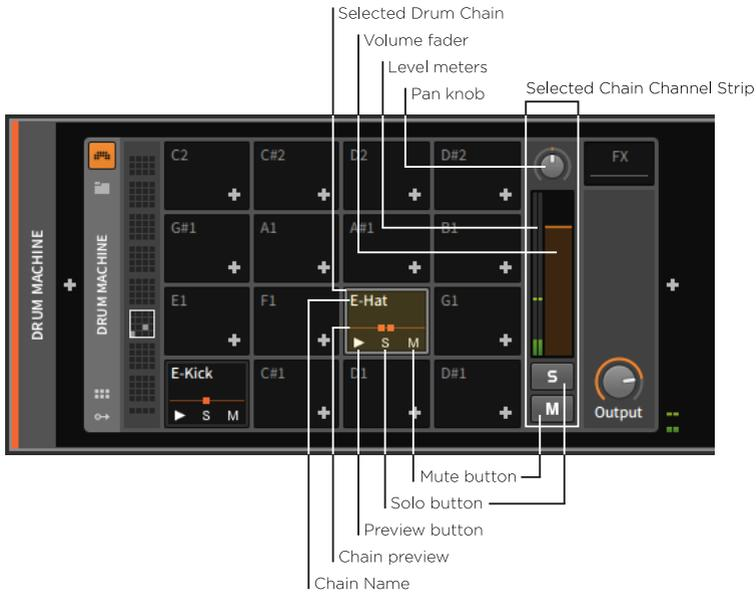 Selected Drum Chain
Volume fader
Level meters
Pan knob
Selected Chain Channel Strip
DRUM MACHINE
DRUM MACHINE
C2
C#2
D2
D#2
FX
G#1
A1
A#1
B1
E1
F1
E-Hat
G1
S M
E-Kick
C#1
D1
D#1
S M
S
M
Output
Mute button
Solo button
Preview button
Chain preview
Chain Name